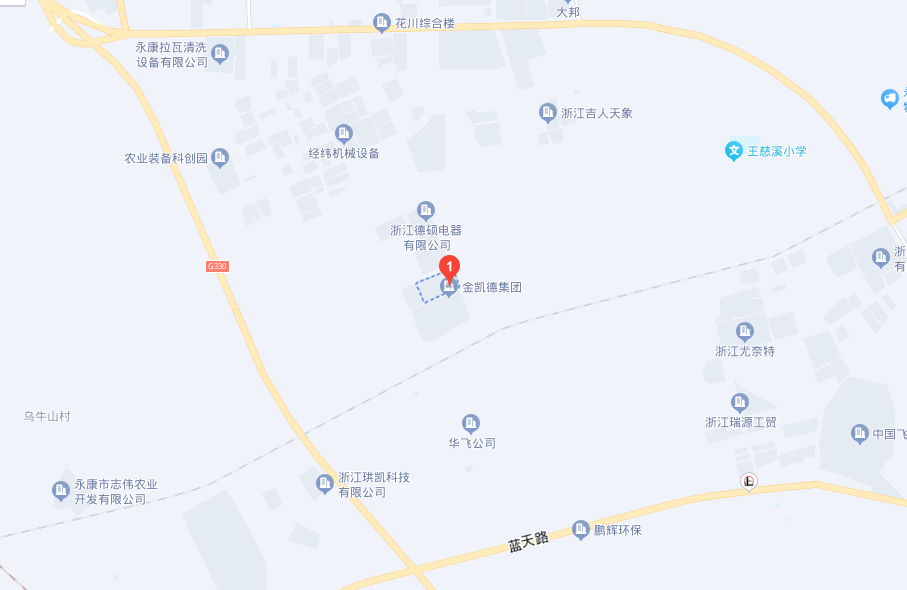 大邦
花川综合楼
永康拉瓦清洗
设备有限公司
浙江吉人天象
经纬机械设备
农业装备科创园
王慈溪小学
浙江德硕电器
有限公司
G330
1
金凯德集团
浙
有
浙江尤奈特
浙江瑞源工贸
乌牛山村
华飞公司
中国飞
永康市志伟农业
开发有限公司
浙江珙凯科技
有限公司
蓝天路
鹏辉环保